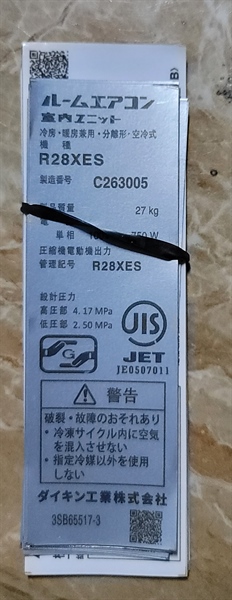 ルームエアコン
室内ユニット
冷房・暖房兼用・分離形・空冷式
機種
R28XES
製造番号 C263005
製品質量 27 kg
750 W
圧縮機電動機出力
管理記号 R28XES
設計圧力
高圧部 4.17 MPa
低圧部 2.50 MPa
JIS
JET
JE0507011
警告
破裂・故障のおそれあり
・冷凍サイクル内に空気
を混入させない
・指定冷媒以外を使用
しない
ダイキン工業株式会社
3SB65517-3
B)